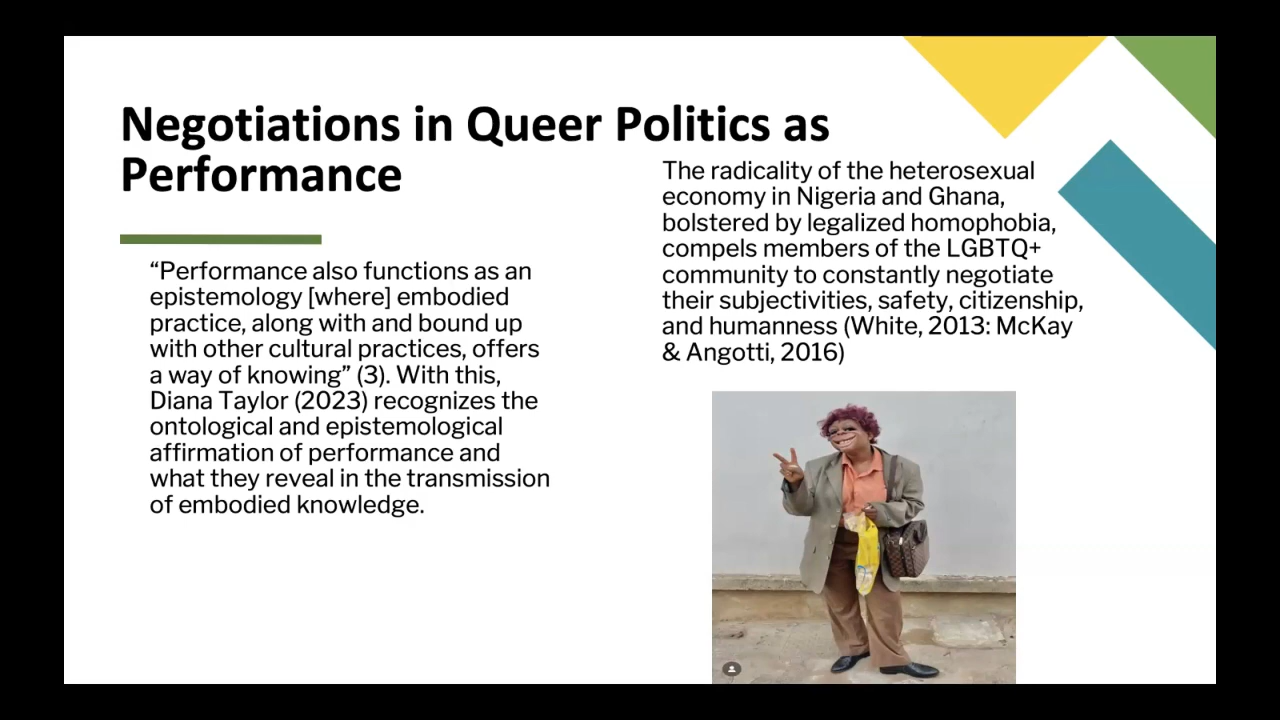 Negotiations in Queer Politics as
Performance
“Performance also functions as an
epistemology [where] embodied
practice, along with and bound up
with other cultural practices, offers
a way of knowing” (3). With this,
Diana Taylor (2023) recognizes the
ontological and epistemological
affirmation of performance and
what they reveal in the transmission
of embodied knowledge.
The radicality of the heterosexual
economy in Nigeria and Ghana,
bolstered by legalized homophobia,
compels members of the LGBTQ+
community to constantly negotiate
their subjectivities, safety, citizenship,
and humanness (White, 2013: McKay
& Angotti, 2016)